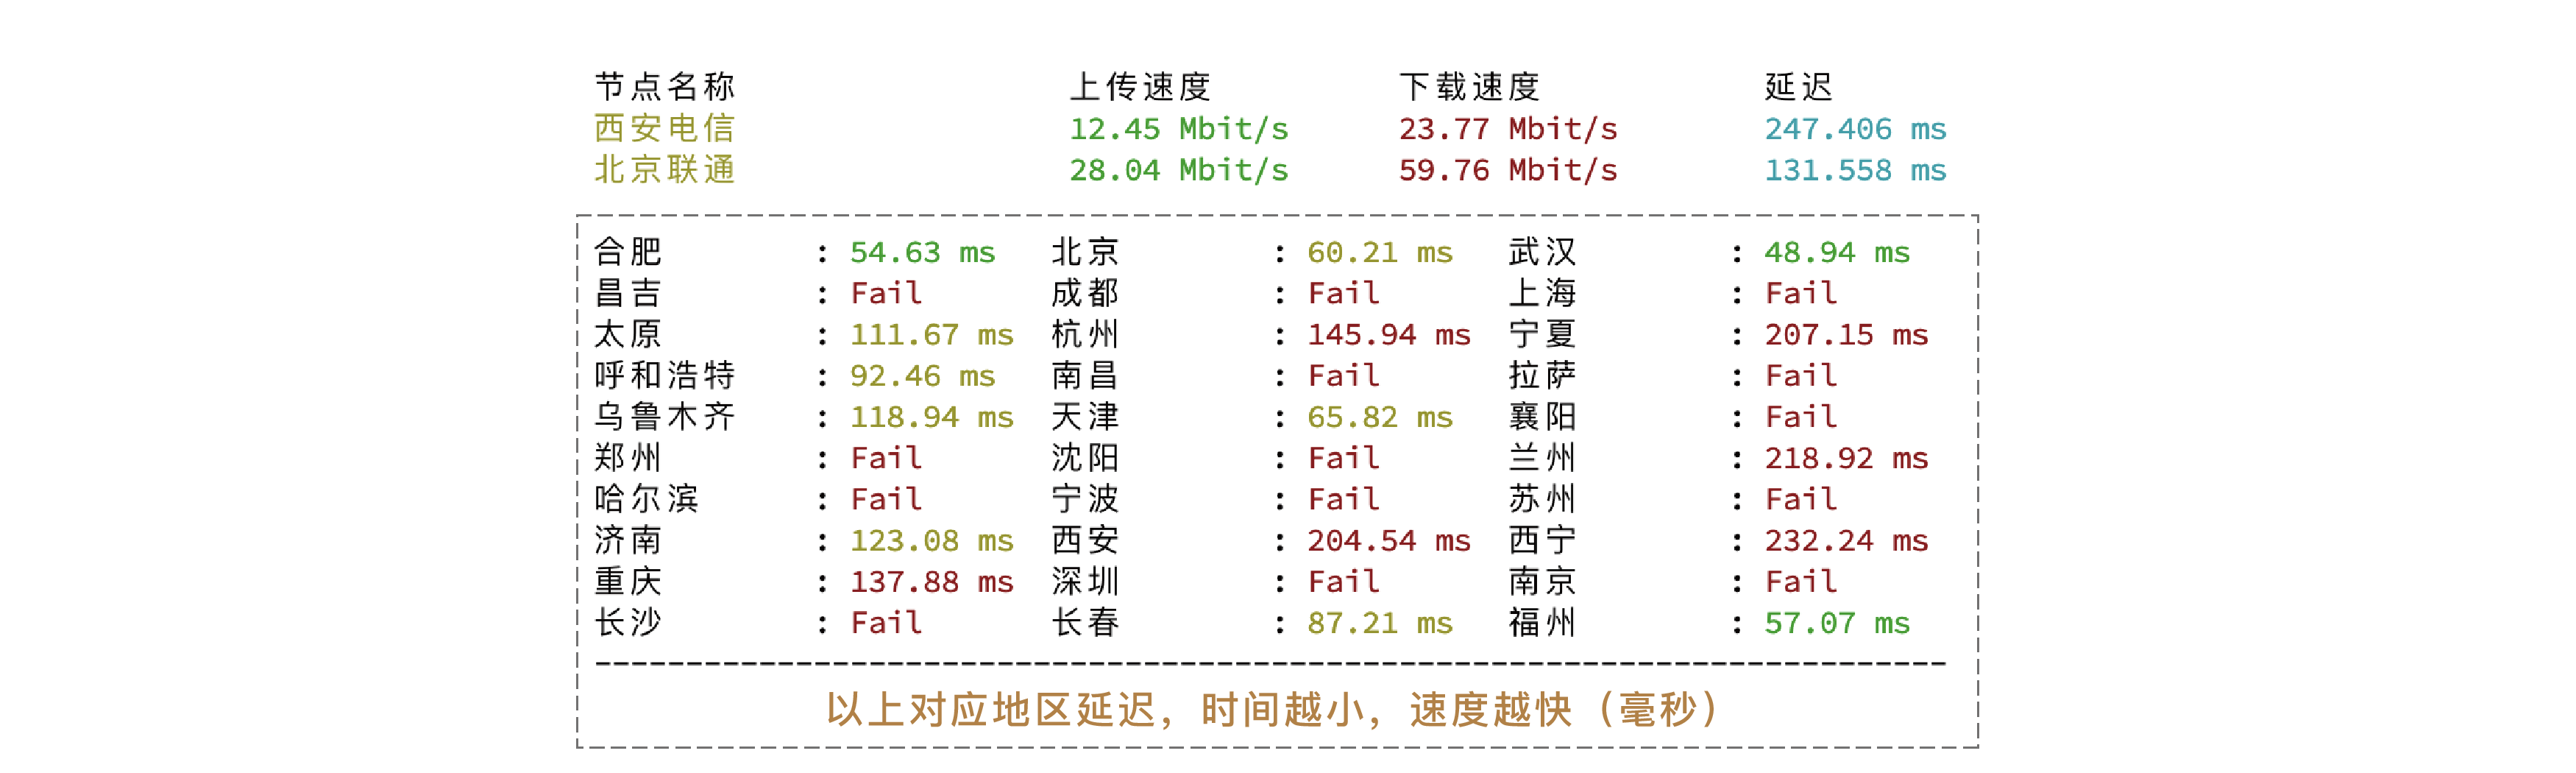 节点名称 上传速度 下载速度 延迟
西安电信 12.45 Mbit/s 23.77 Mbit/s 247.406 ms
北京联通 28.04 Mbit/s 59.76 Mbit/s 131.558 ms
合肥 : 54.63 ms 北京 : 60.21 ms 武汉 : 48.94 ms
昌吉 : Fail 成都 : Fail 上海 : Fail
太原 : 111.67 ms 杭州 : 145.94 ms 宁夏 : 207.15 ms
呼和浩特 : 92.46 ms 南昌 : Fail 拉萨 : Fail
乌鲁木齐 : 118.94 ms 天津 : 65.82 ms 襄阳 : Fail
郑州 : Fail 沈阳 : Fail 兰州 : 218.92 ms
哈尔滨 : Fail 宁波 : Fail 苏州 : Fail
济南 : 123.08 ms 西安 : 204.54 ms 西宁 : 232.24 ms
重庆 : 137.88 ms 深圳 : Fail 南京 : Fail
长沙 : Fail 长春 : 87.21 ms 福州 : 57.07 ms
--------------------------------------------------------------------------
以上对应地区延迟，时间越小，速度越快（毫秒）